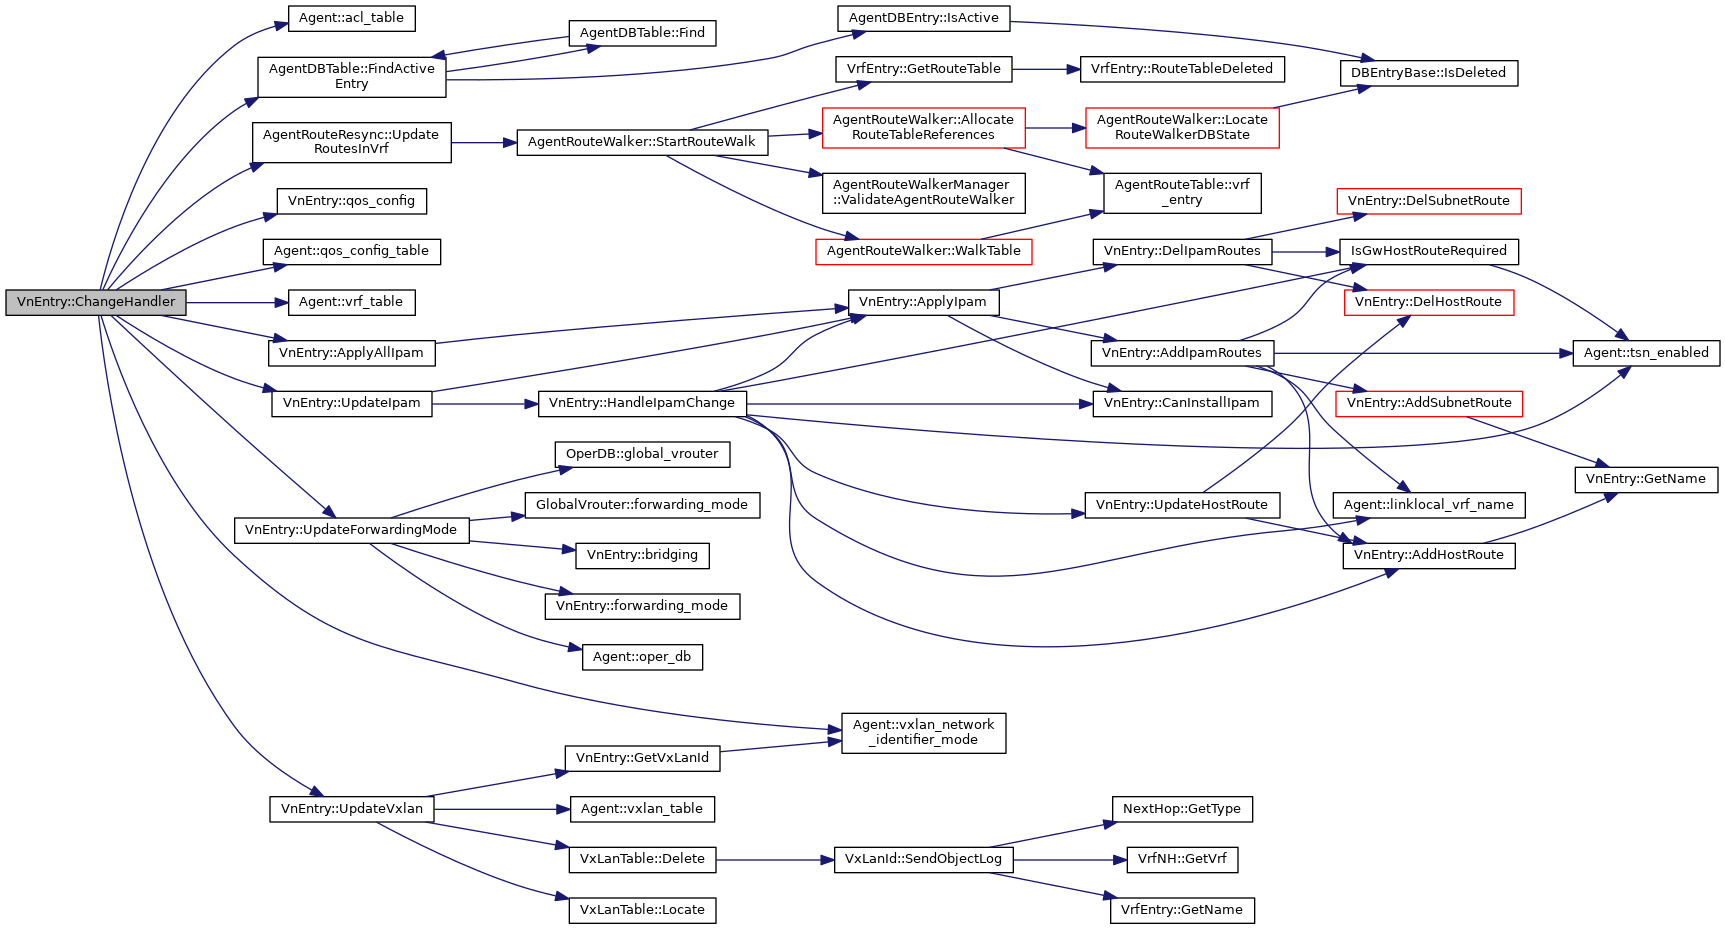 VnEntry::ChangeHandler
Agent::acl_table
AgentDBTable::FindActive
Entry
AgentDBTable::Find
AgentDBEntry::IsActive
DBEntryBase::IsDeleted
AgentRouteResync::Update
RoutesInVrf
AgentRouteWalker::StartRouteWalk
VrfEntry::GetRouteTable
VrfEntry::RouteTableDeleted
AgentRouteWalker::Allocate
RouteTableReferences
AgentRouteWalker::Locate
RouteWalkerDBState
AgentRouteWalkerManager
::ValidateAgentRouteWalker
AgentRouteTable::vrf
_entry
AgentRouteWalker::WalkTable
VnEntry::qos_config
Agent::qos_config_table
Agent::vrf_table
VnEntry::ApplyAllIpam
VnEntry::UpdateIpam
VnEntry::ApplyIpam
VnEntry::HandleIpamChange
VnEntry::DelIpamRoutes
VnEntry::AddIpamRoutes
VnEntry::CanInstallIpam
VnEntry::DelSubnetRoute
IsGwHostRouteRequired
VnEntry::DelHostRoute
Agent::tsn_enabled
VnEntry::AddSubnetRoute
VnEntry::GetName
VnEntry::UpdateHostRoute
Agent::linklocal_vrf_name
VnEntry::AddHostRoute
VnEntry::UpdateForwardingMode
OperDB::global_vrouter
GlobalVrouter::forwarding_mode
VnEntry::bridging
VnEntry::forwarding_mode
Agent::oper_db
Agent::vxlan_network
_identifier_mode
VnEntry::UpdateVxlan
VnEntry::GetVxLanId
Agent::vxlan_table
VxLanTable::Delete
VxLanTable::Locate
VxLanId::SendObjectLog
NextHop::GetType
VrfNH::GetVrf
VrfEntry::GetName